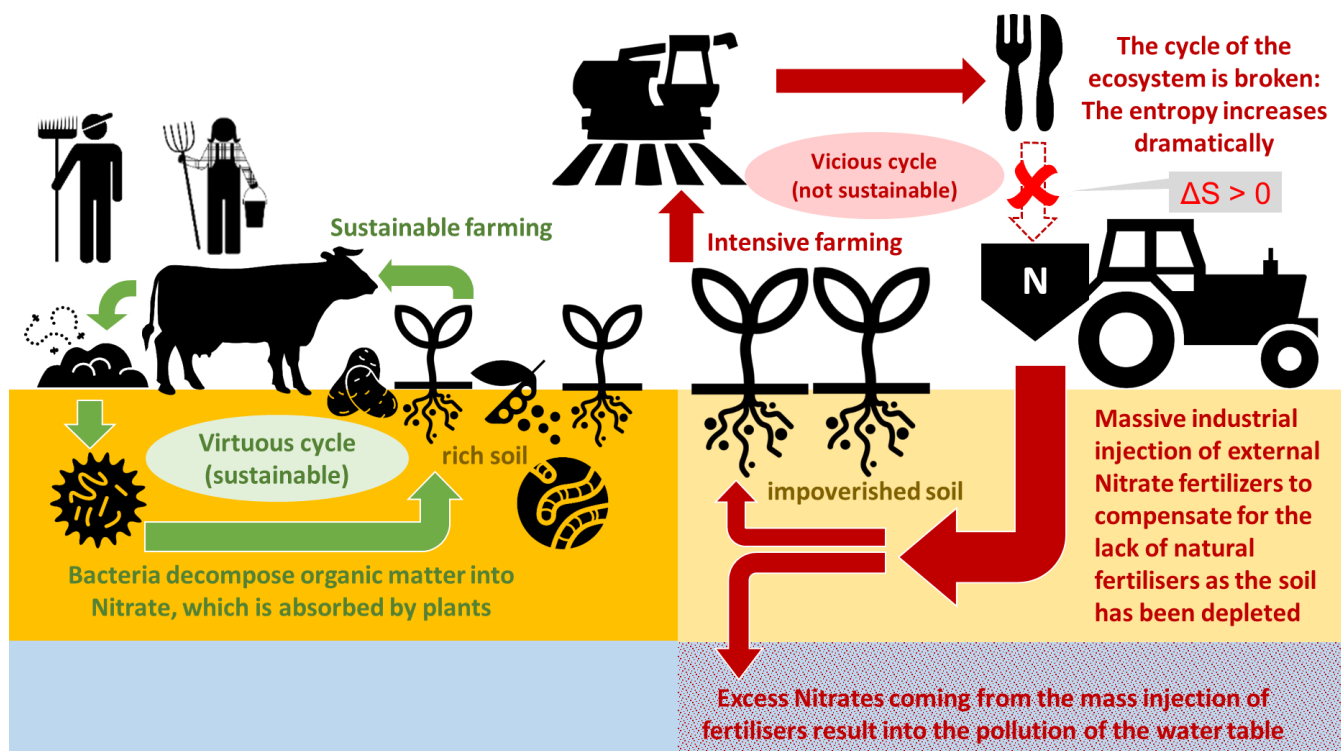 The cycle of the
ecosystem is broken:
The entropy increases
dramatically
Vicious cycle
(not sustainable)
ΔS > 0
Sustainable farming
Intensive farming
N
Virtuous cycle
(sustainable)
rich soil
impoverished soil
Bacteria decompose organic matter into
Nitrate, which is absorbed by plants
Massive industrial
injection of external
Nitrate fertilizers to
compensate for the
lack of natural
fertilisers as the soil
has been depleted
Excess Nitrates coming from the mass injection of
fertilisers result into the pollution of the water table